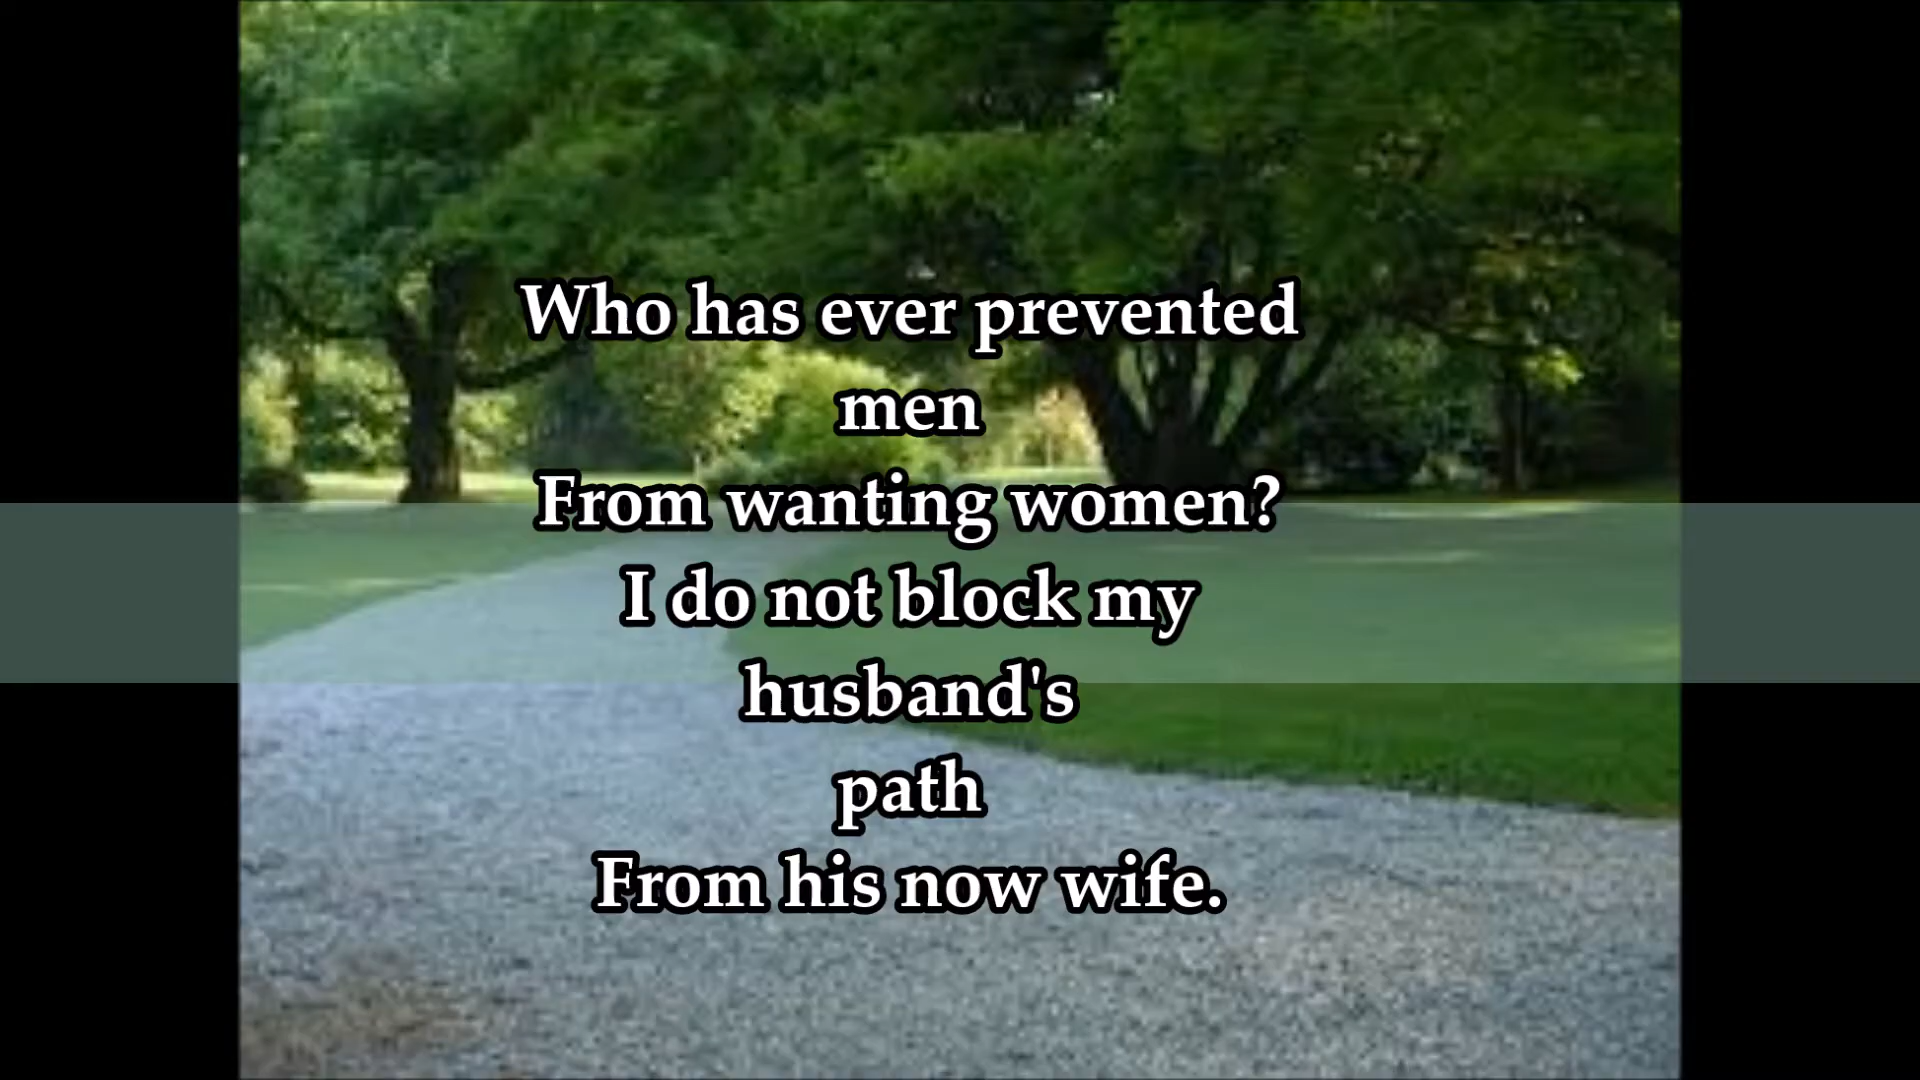 Who has ever prevented
men
From wanting women?
I do not block my
husband's
path
From his now wife.